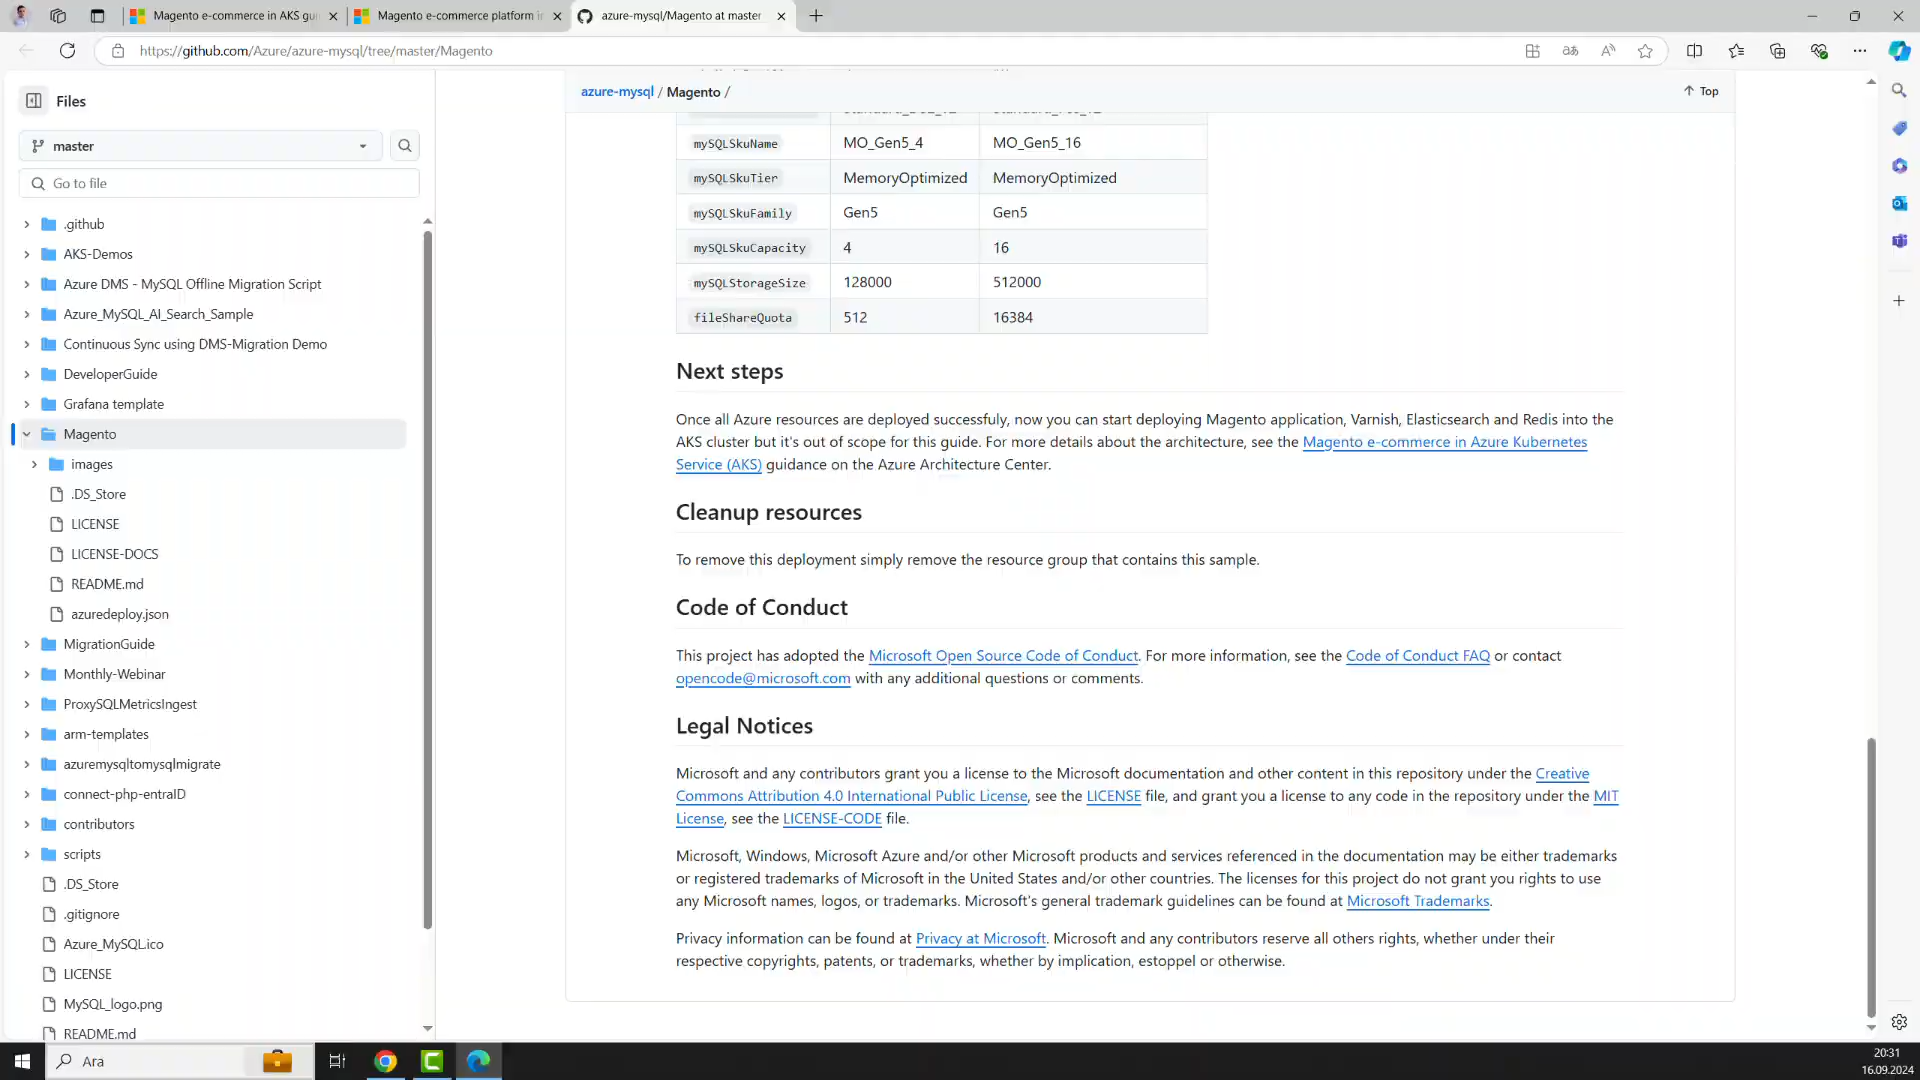 Magento e-commerce in AKS gui
Magento e-commerce platform in
azure-mysql/Magento at master
https://github.com/Azure/azure-mysql/tree/master/Magento
Files
master
Go to file
.github
AKS-Demos
Azure DMS - MySQL Offline Migration Script
Azure_MySQL_AI_Search_Sample
Continuous Sync using DMS-Migration Demo
DeveloperGuide
Grafana template
Magento
images
.DS_Store
LICENSE
LICENSE-DOCS
README.md
azuredeploy.json
MigrationGuide
Monthly-Webinar
ProxySQLMetricsIngest
arm-templates
azuremysqltomysqlmigrate
connect-php-entraID
contributors
scripts
.DS_Store
.gitignore
Azure_MySQL.ico
LICENSE
MySQL_logo.png
README.md
azure-mysql / Magento /
Top
mySQLSkuName MO_Gen5_4 MO_Gen5_16
mySQLSkuTier MemoryOptimized MemoryOptimized
mySQLSkuFamily Gen5 Gen5
mySQLSkuCapacity 4 16
mySQLStorageSize 128000 512000
fileShareQuota 512 16384
Next steps
Once all Azure resources are deployed successfuly, now you can start deploying Magento application, Varnish, Elasticsearch and Redis into the
AKS cluster but it's out of scope for this guide. For more details about the architecture, see the Magento e-commerce in Azure Kubernetes
Service (AKS) guidance on the Azure Architecture Center.
Cleanup resources
To remove this deployment simply remove the resource group that contains this sample.
Code of Conduct
This project has adopted the Microsoft Open Source Code of Conduct. For more information, see the Code of Conduct FAQ or contact
opencode@microsoft.com with any additional questions or comments.
Legal Notices
Microsoft and any contributors grant you a license to the Microsoft documentation and other content in this repository under the Creative
Commons Attribution 4.0 International Public License, see the LICENSE file, and grant you a license to any code in the repository under the MIT
License, see the LICENSE-CODE file.
Microsoft, Windows, Microsoft Azure and/or other Microsoft products and services referenced in the documentation may be either trademarks
or registered trademarks of Microsoft in the United States and/or other countries. The licenses for this project do not grant you rights to use
any Microsoft names, logos, or trademarks. Microsoft's general trademark guidelines can be found at Microsoft Trademarks.
Privacy information can be found at Privacy at Microsoft. Microsoft and any contributors reserve all others rights, whether under their
respective copyrights, patents, or trademarks, whether by implication, estoppel or otherwise.
Ara
20:31
16.09.2024